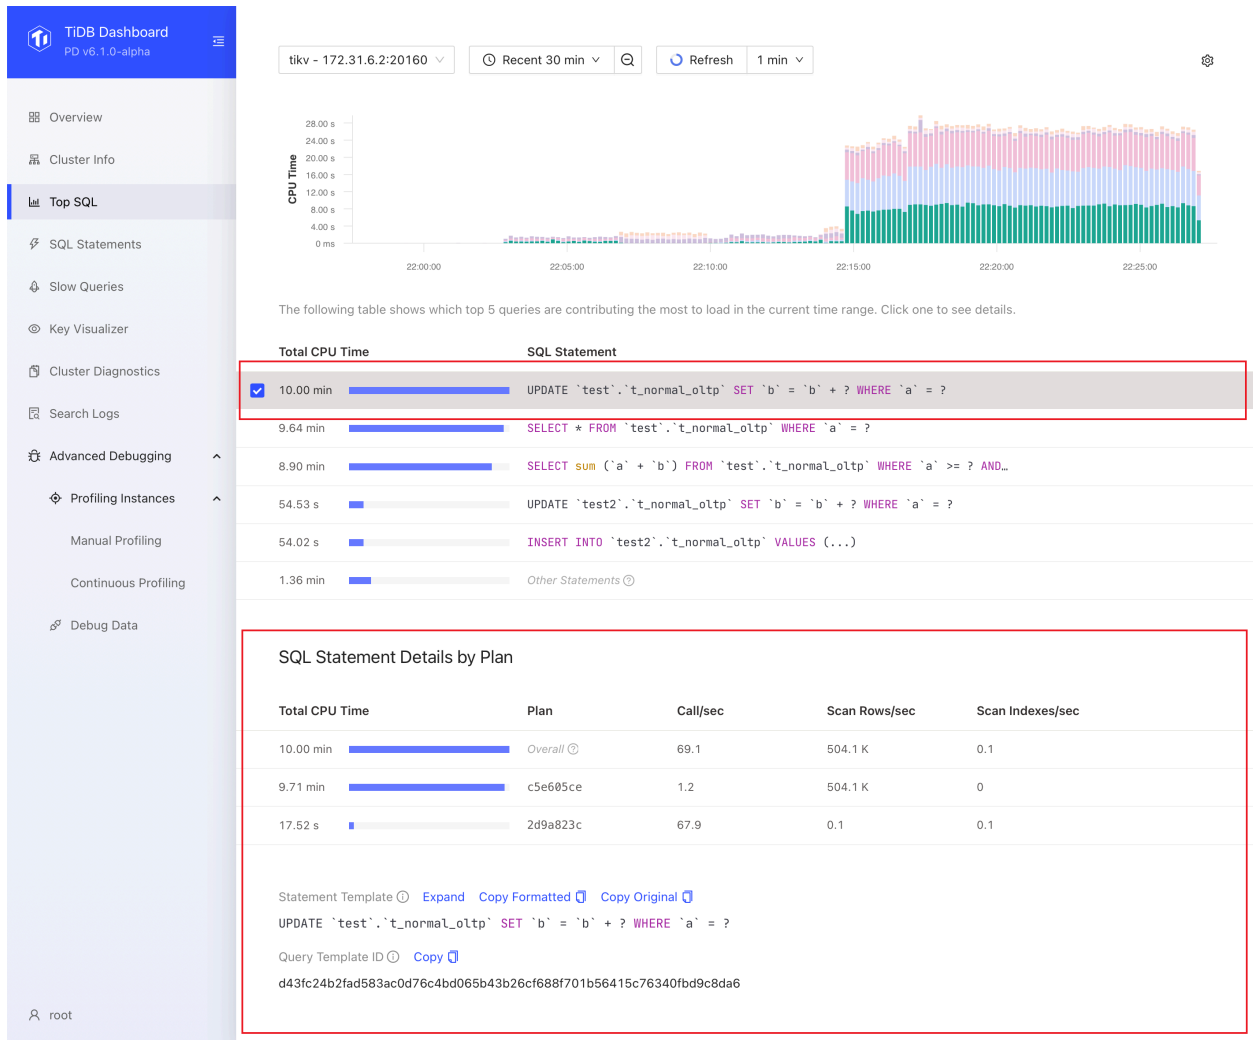 TiDB Dashboard
PD v6.1.0-alpha
Overview
Cluster Info
Top SQL
SQL Statements
Slow Queries
Key Visualizer
Cluster Diagnostics
Search Logs
Advanced Debugging
Profiling Instances
Manual Profiling
Continuous Profiling
Debug Data
root
tikv - 172.31.6.2:20160
Recent 30 min
Refresh
1 min
CPU Time
28.00 s
24.00 s
20.00 s
16.00 s
12.00 s
8.00 s
4.00 s
0 ms
22:00:00 22:05:00 22:10:00 22:15:00 22:20:00 22:25:00
The following table shows which top 5 queries are contributing the most to load in the current time range. Click one to see details.
Total CPU Time SQL Statement
10.00 min UPDATE `test`.`t_normal_oltp` SET `b` = `b` + ? WHERE `a` = ?
9.64 min SELECT * FROM `test`.`t_normal_oltp` WHERE `a` = ?
8.90 min SELECT sum (`a` + `b`) FROM `test`.`t_normal_oltp` WHERE `a` >= ? AND…
54.53 s UPDATE `test2`.`t_normal_oltp` SET `b` = `b` + ? WHERE `a` = ?
54.02 s INSERT INTO `test2`.`t_normal_oltp` VALUES (...)
1.36 min Other Statements
SQL Statement Details by Plan
Total CPU Time Plan Call/sec Scan Rows/sec Scan Indexes/sec
10.00 min Overall 69.1 504.1 K 0.1
9.71 min c5e605ce 1.2 504.1 K 0
17.52 s 2d9a823c 67.9 0.1 0.1
Statement Template Expand Copy Formatted Copy Original
UPDATE `test`.`t_normal_oltp` SET `b` = `b` + ? WHERE `a` = ?
Query Template ID Copy
d43fc24b2fad583ac0d76c4bd065b43b26cf688f701b56415c76340fbd9c8da6